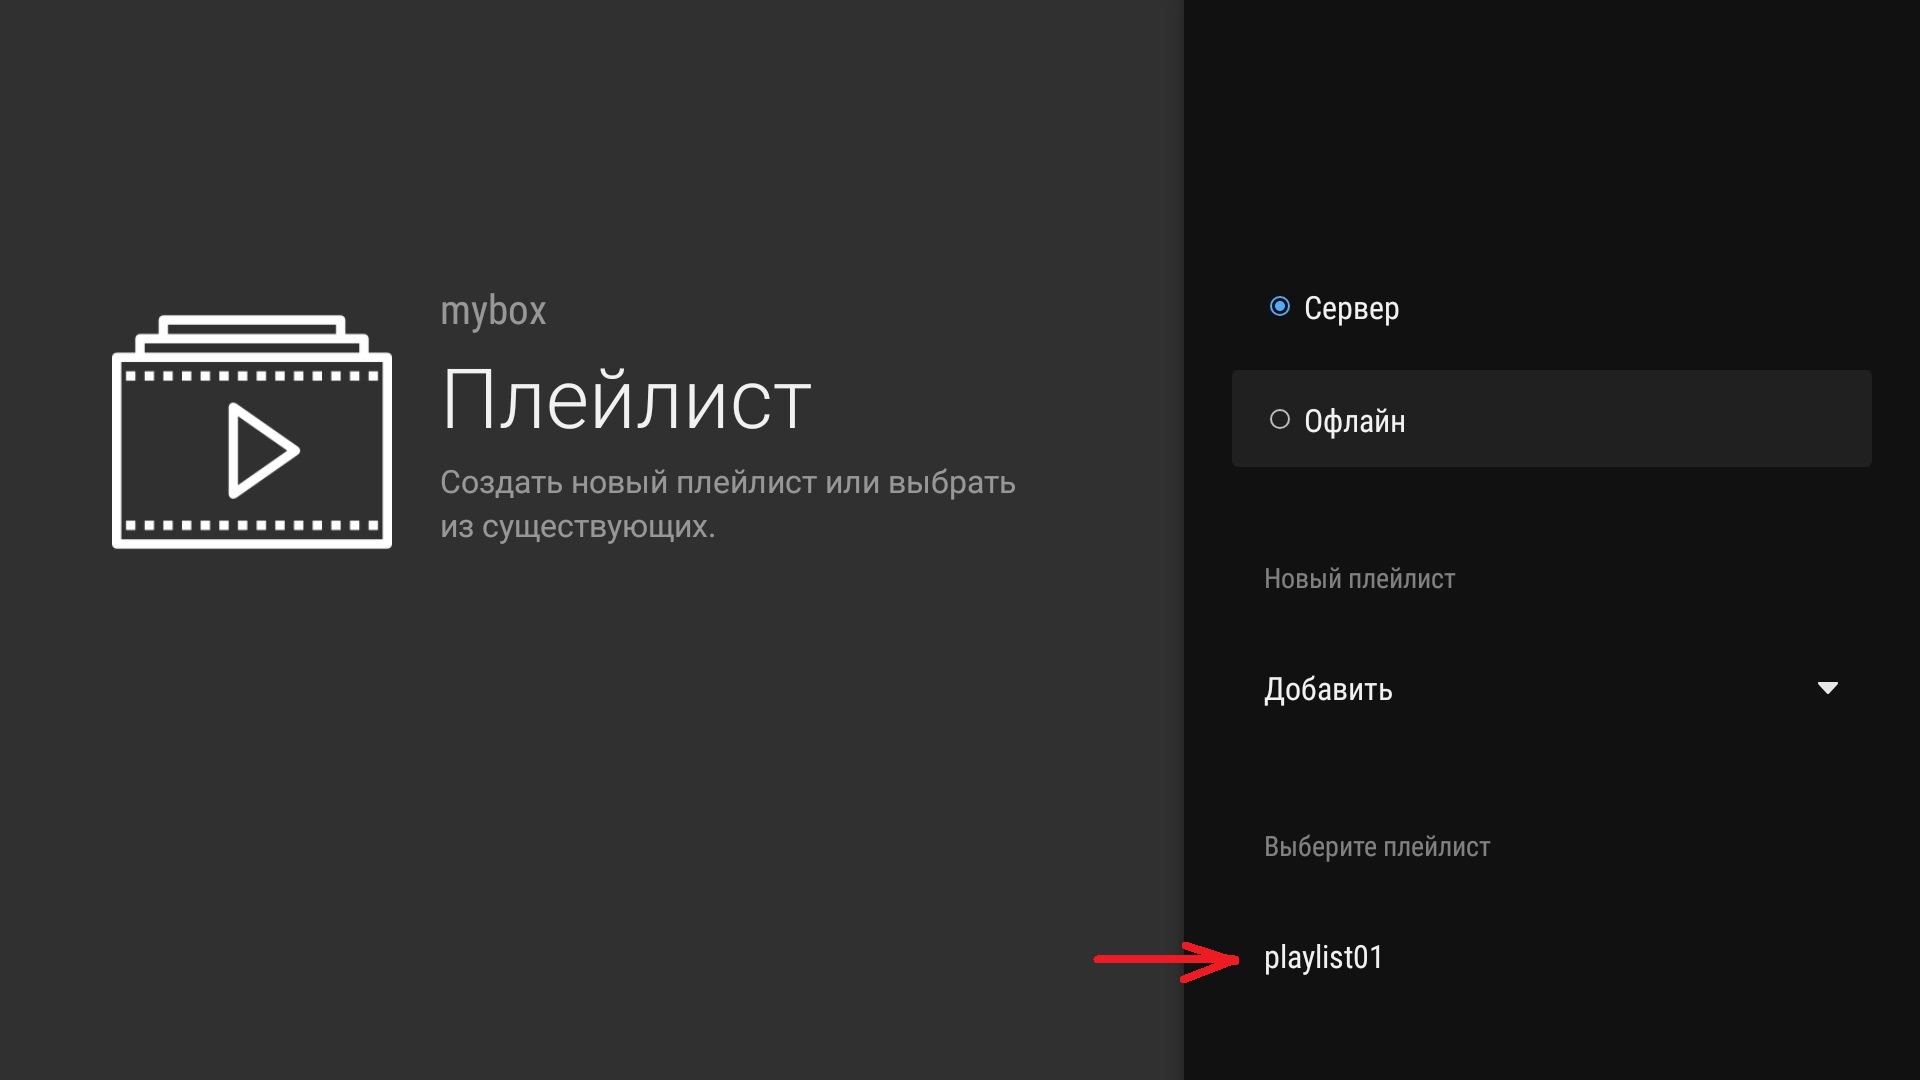 mybox
Плейлист
Создать новый плейлист или выбрать
из существующих.
Сервер
Офлайн
Новый плейлист
Добавить
Выберите плейлист
playlist01